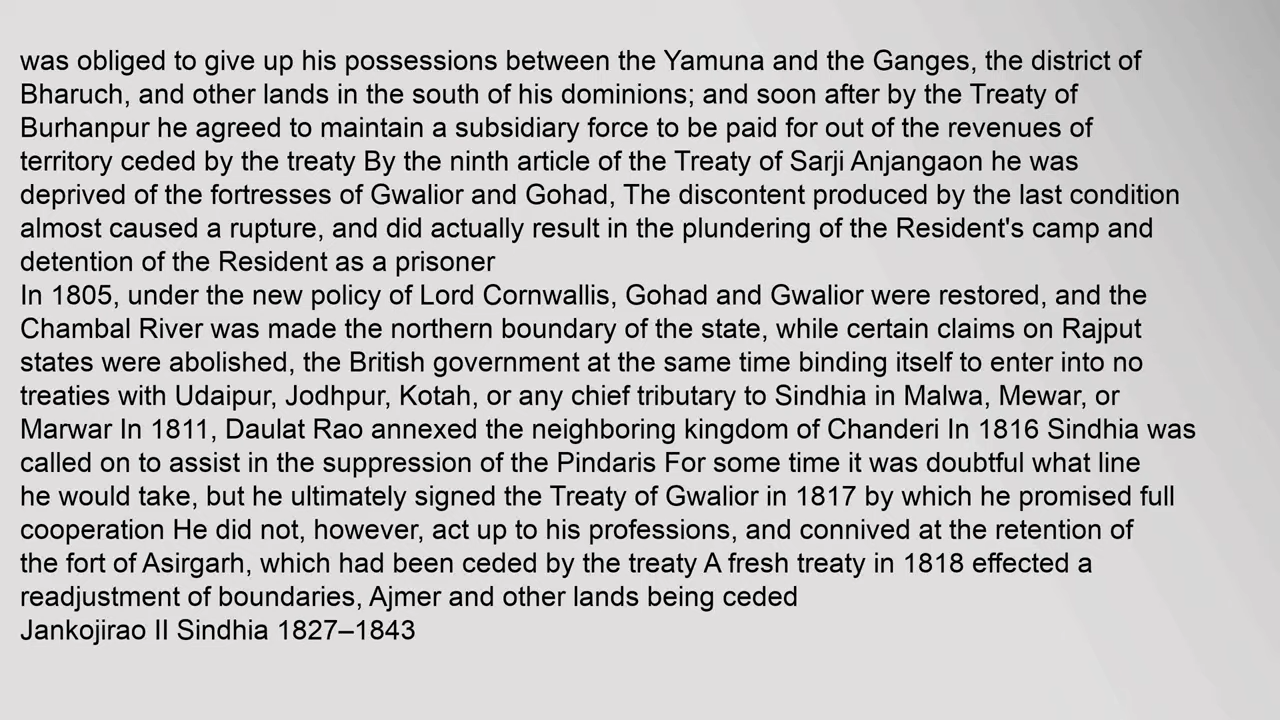 was obliged to give up his possessions between the Yamuna and the Ganges, the district of
Bharuch, and other lands in the south of his dominions; and soon after by the Treaty of
Burhanpur he agreed to maintain a subsidiary force to be paid for out of the revenues of
territory ceded by the treaty By the ninth article of the Treaty of Sarji Anjangaon he was
deprived of the fortresses of Gwalior and Gohad, The discontent produced by the last condition
almost caused a rupture, and did actually result in the plundering of the Resident's camp and
detention of the Resident as a prisoner
In 1805, under the new policy of Lord Cornwallis, Gohad and Gwalior were restored, and the
Chambal River was made the northern boundary of the state, while certain claims on Rajput
states were abolished, the British government at the same time binding itself to enter into no
treaties with Udaipur, Jodhpur, Kotah, or any chief tributary to Sindhia in Malwa, Mewar, or
Marwar In 1811, Daulat Rao annexed the neighboring kingdom of Chanderi In 1816 Sindhia was
called on to assist in the suppression of the Pindaris For some time it was doubtful what line
he would take, but he ultimately signed the Treaty of Gwalior in 1817 by which he promised full
cooperation He did not, however, act up to his professions, and connived at the retention of
the fort of Asirgarh, which had been ceded by the treaty A fresh treaty in 1818 effected a
readjustment of boundaries, Ajmer and other lands being ceded
Jankojirao II Sindhia 1827–1843